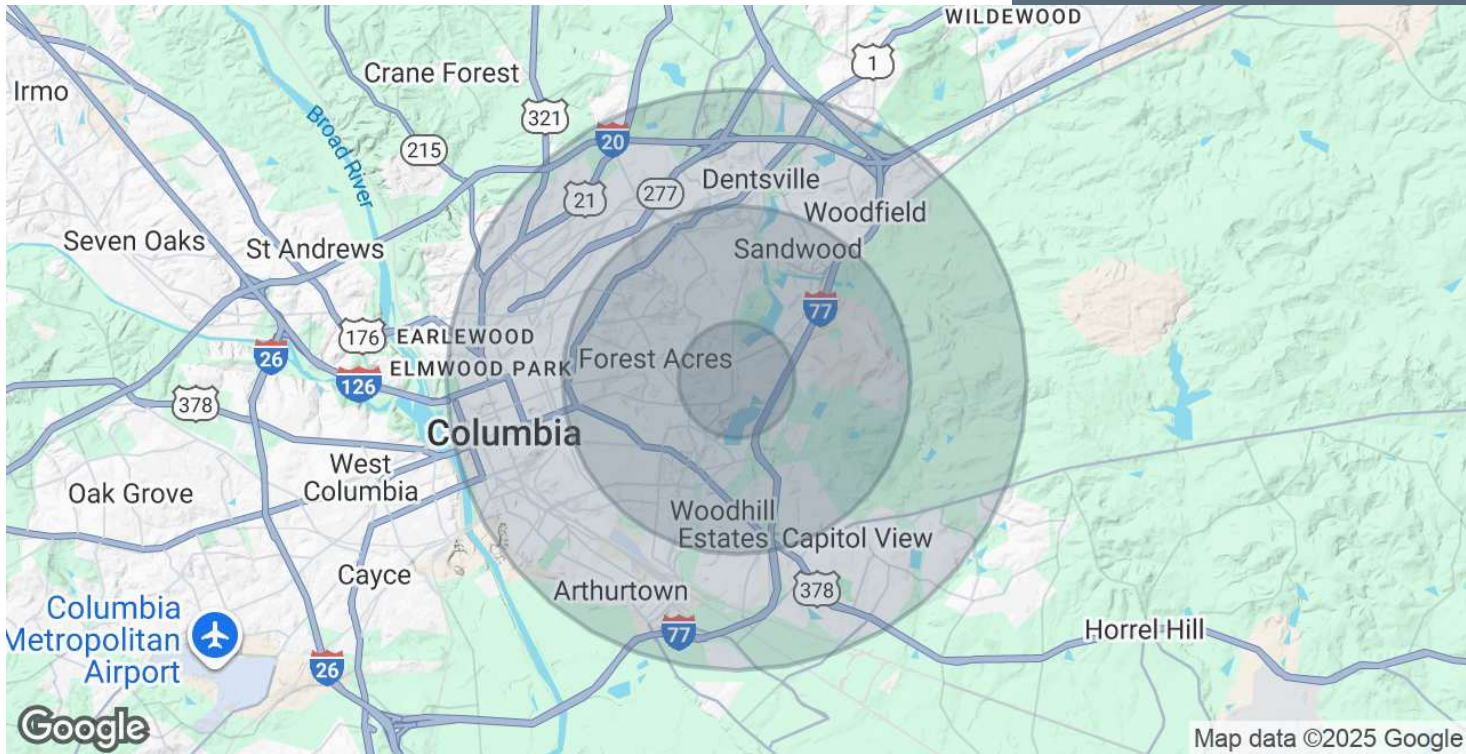 WILDEWOOD
1
Crane Forest
Irmo
321
Broad River
215
20
Dentsville
21
277
Woodfield
Seven Oaks
St Andrews
Sandwood
77
176
EARLEWOOD
26
Forest Acres
ELMWOOD PARK
126
378
Columbia
West
Columbia
Oak Grove
Woodhill
Estates
Capitol View
Cayce
Arthurtown
378
Columbia
Metropolitan
Airport
77
Horrel Hill
26
Google
Map data ©2025 Google